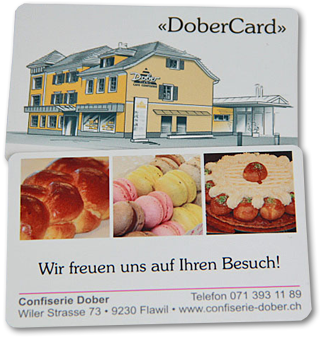 «DoberCard»
Dober
Wir freuen uns auf Ihren Besuch!
Confiserie Dober
Telefon 071 393 11 89
Wiler Strasse 73 • 9230 Flawil • www.confiserie-dober.ch